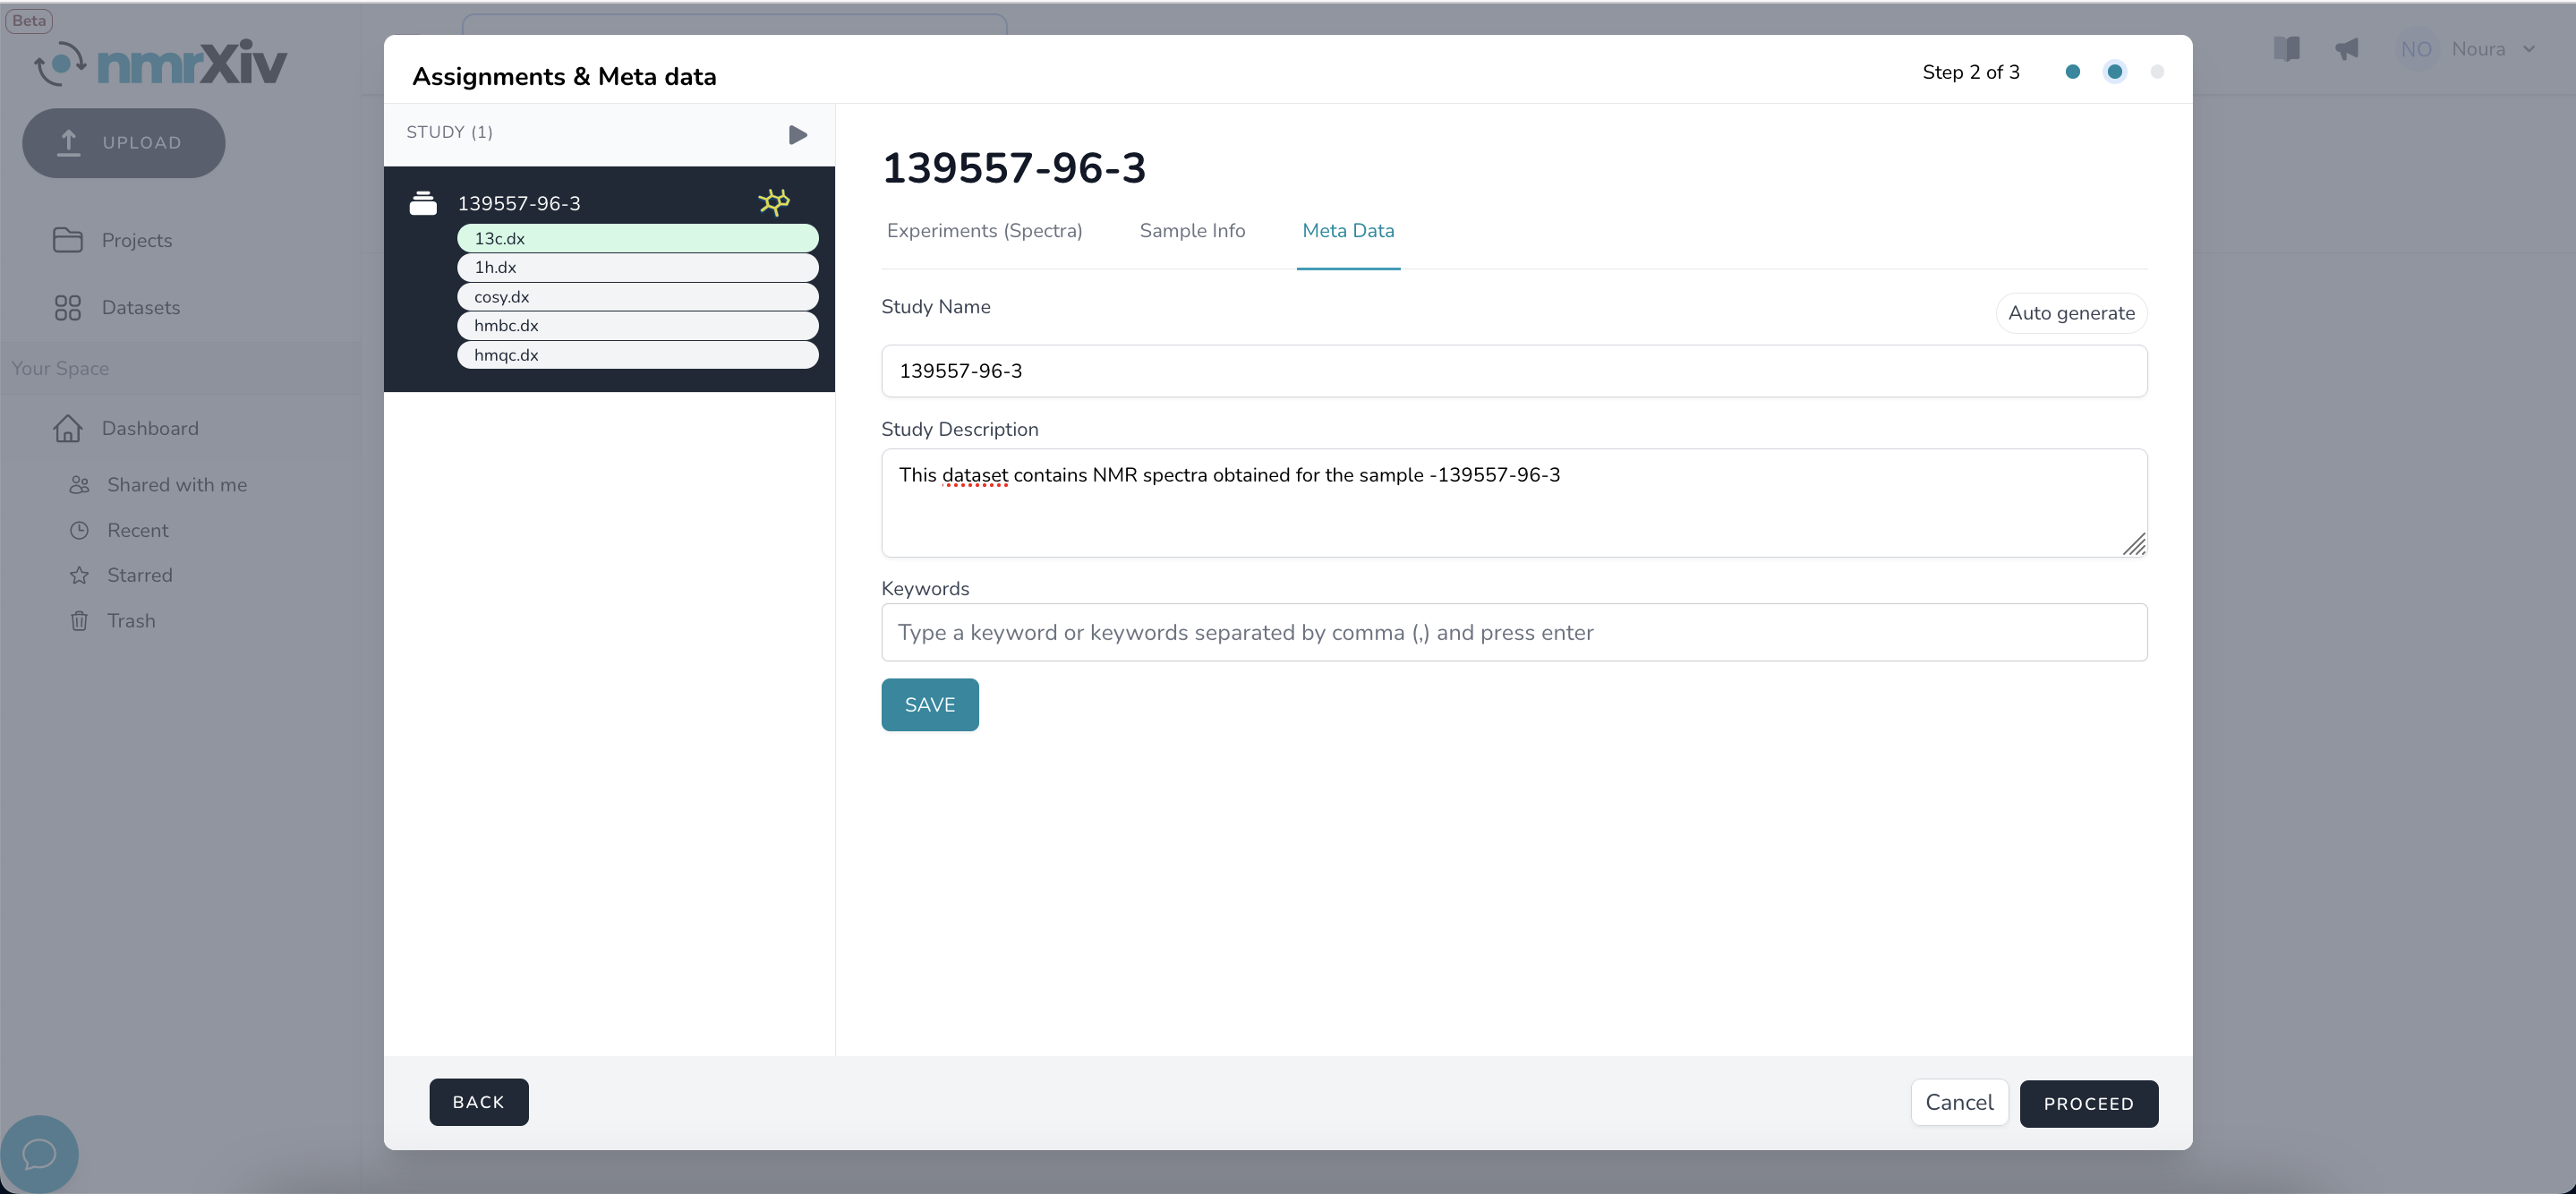 Beta
nmrXiv
UPLOAD
Projects
Datasets
Your Space
Dashboard
Shared with me
Recent
Starred
Trash
NO Noura
Assignments & Meta data
Step 2 of 3
STUDY (1)
139557-96-3
13c.dx
1h.dx
cosy.dx
hmbc.dx
hmqc.dx
139557-96-3
Experiments (Spectra) Sample Info Meta Data
Study Name
Auto generate
139557-96-3
Study Description
This dataset contains NMR spectra obtained for the sample -139557-96-3
Keywords
Type a keyword or keywords separated by comma (,) and press enter
SAVE
BACK
Cancel
PROCEED